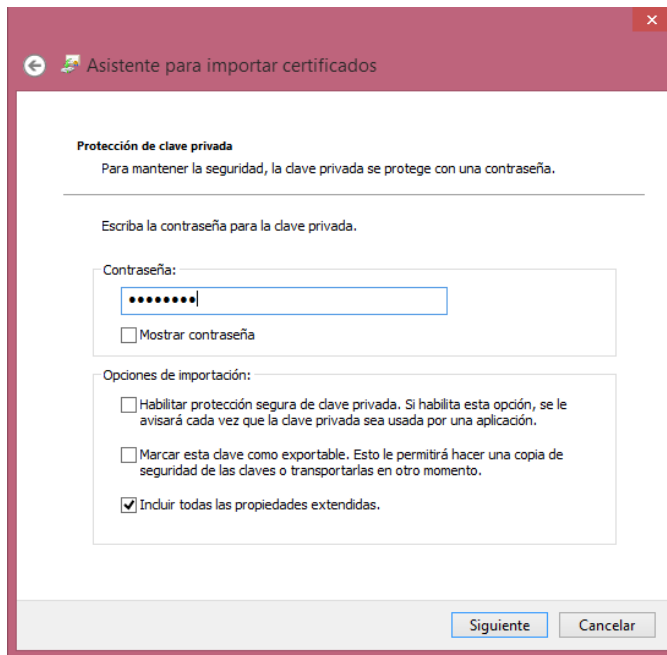 Asistente para importar certificados
Protección de clave privada
Para mantener la seguridad, la clave privada se protege con una contraseña.
Escriba la contraseña para la clave privada.
Contraseña:
••••••••
Mostrar contraseña
Opciones de importación:
Habilitar protección segura de clave privada. Si habilita esta opción, se le
avisará cada vez que la clave privada sea usada por una aplicación.
Marcar esta clave como exportable. Esto le permitirá hacer una copia de
seguridad de las claves o transportarlas en otro momento.
Incluir todas las propiedades extendidas.
Siguiente
Cancelar